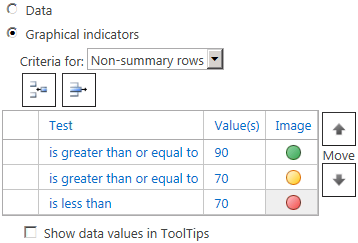 Data
Graphical indicators
Criteria for: Non-summary rows
Test Value(s) Image
is greater than or equal to 90
is greater than or equal to 70
is less than 70
Move
Show data values in ToolTips